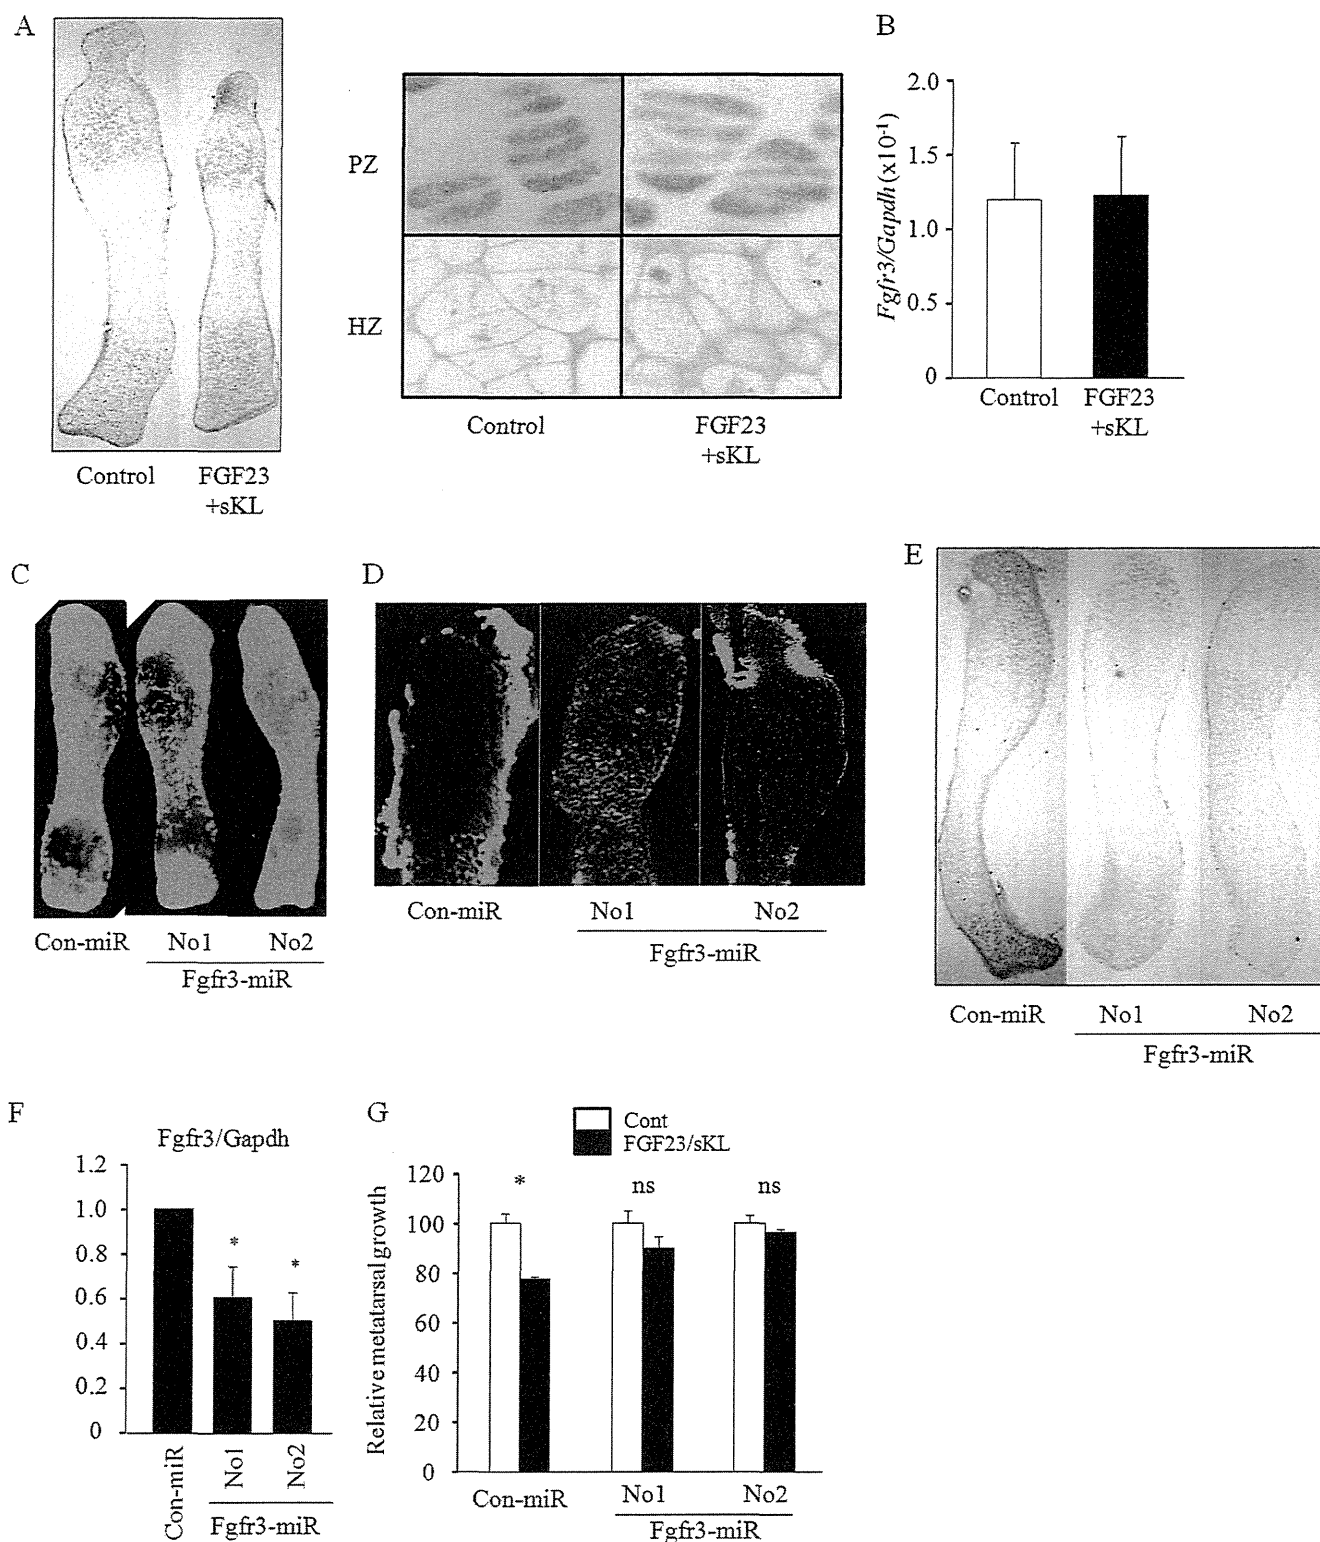 A
B
PZ
HZ
Control
FGF23
+sKL
Control
FGF23
+sKL
Fgfr3/Gapdh (x10⁻¹)
2.0
1.5
1.0
0.5
0
Control
FGF23
+sKL
C
D
E
Con-miR
No1
No2
Fgfr3-miR
Con-miR
No1
No2
Fgfr3-miR
Con-miR
No1
No2
Fgfr3-miR
F
Fgfr3/Gapdh
1.2
1.0
0.8
0.6
0.4
0.2
0
*
*
Con-miR
No1
No2
Fgfr3-miR
G
Cont
FGF23/sKL
Relative metatarsal growth
120
100
80
60
40
20
0
*
ns
ns
Con-miR
No1
No2
Fgfr3-miR